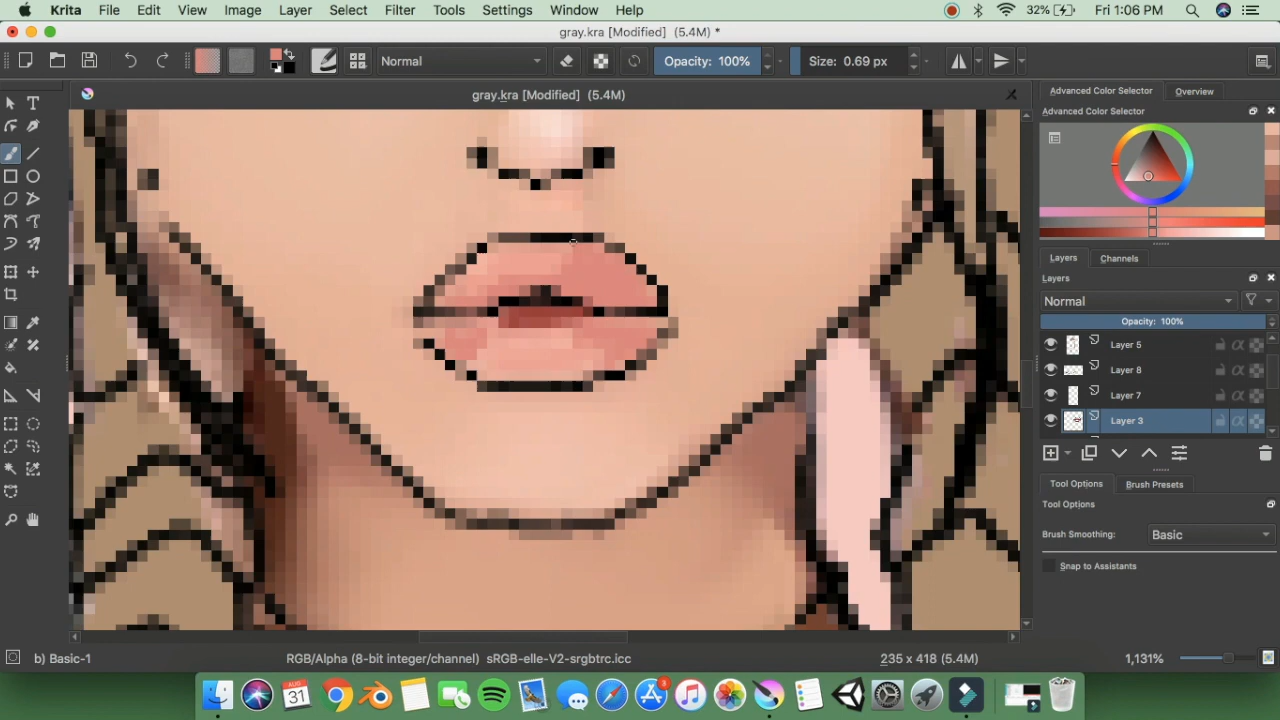 Krita File Edit View Image Layer Select Filter Tools Settings Window Help 32% Fri 1:06 PM
gray.kra [Modified] (5.4M) *
Normal Opacity: 100% Size: 0.69 px
gray.kra [Modified] (5.4M)
Advanced Color Selector Overview
Advanced Color Selector
Layers Channels
Layers
Normal
Opacity: 100%
Layer 5
Layer 8
Layer 7
Layer 3
Tool Options Brush Presets
Tool Options
Brush Smoothing: Basic
Snap to Assistants
b) Basic-1 RGB/Alpha (8-bit integer/channel) sRGB-elle-V2-srgbtrc.icc 235 x 418 (5.4M) 1,131%
AUG
31
3